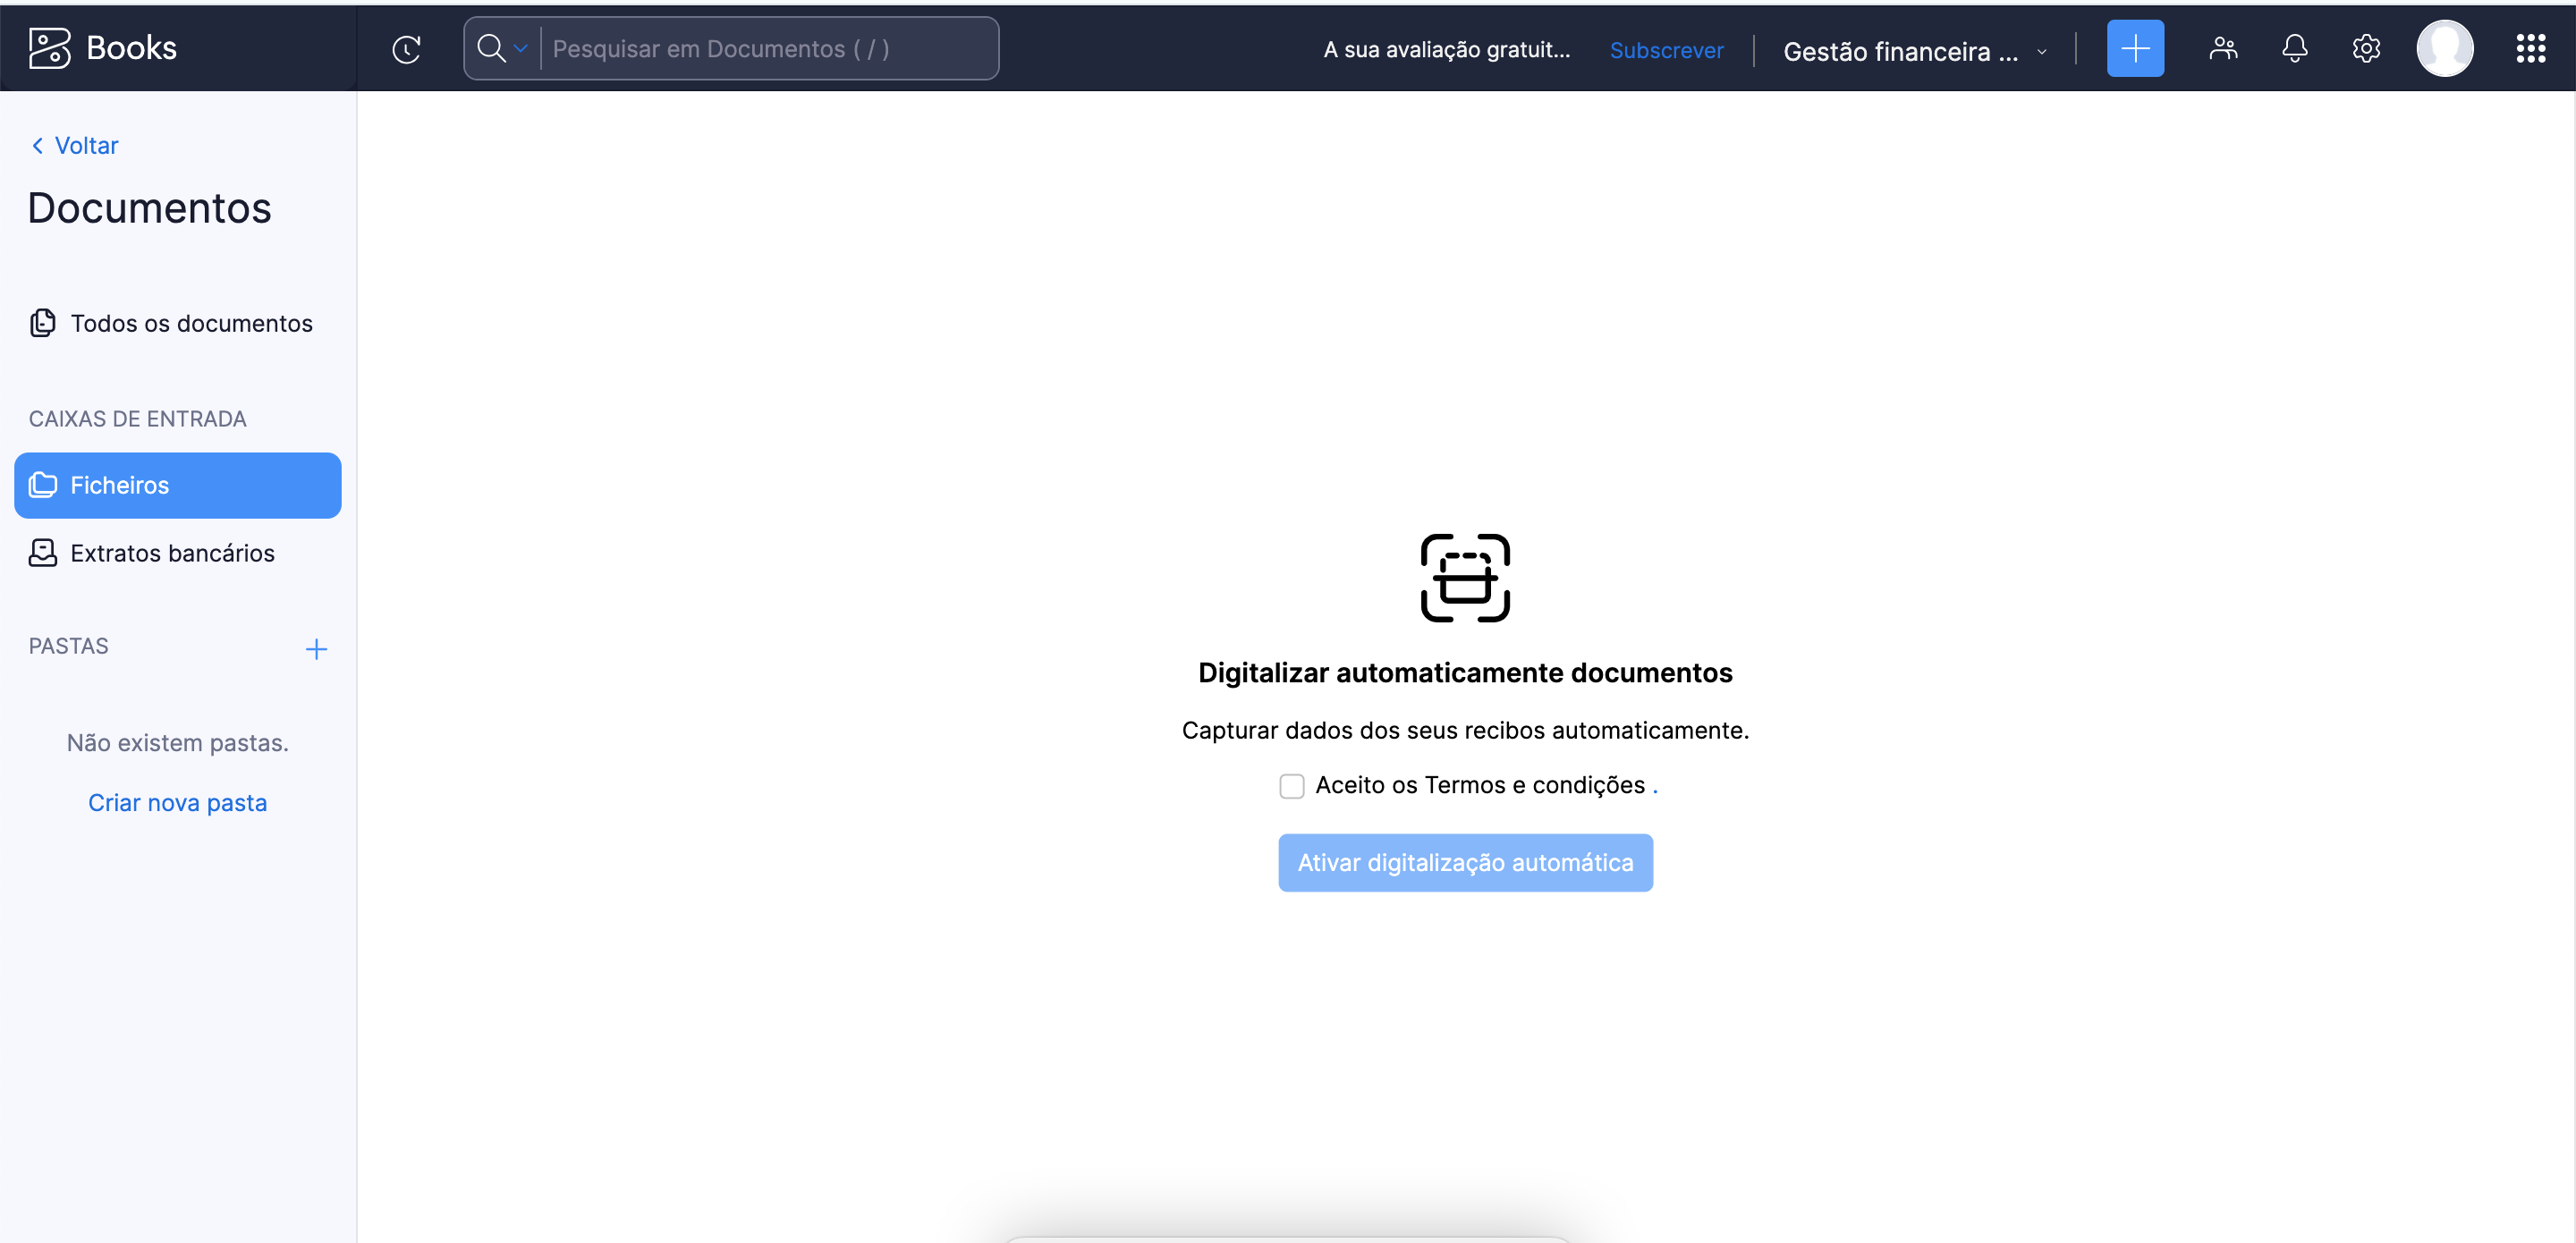 Books
Pesquisar em Documentos ( / )
A sua avaliação gratuit...
Subscrever
Gestão financeira ...
Voltar
Documentos
Todos os documentos
CAIXAS DE ENTRADA
Ficheiros
Extratos bancários
PASTAS
Não existem pastas.
Criar nova pasta
Digitalizar automaticamente documentos
Capturar dados dos seus recibos automaticamente.
Aceito os Termos e condições .
Ativar digitalização automática